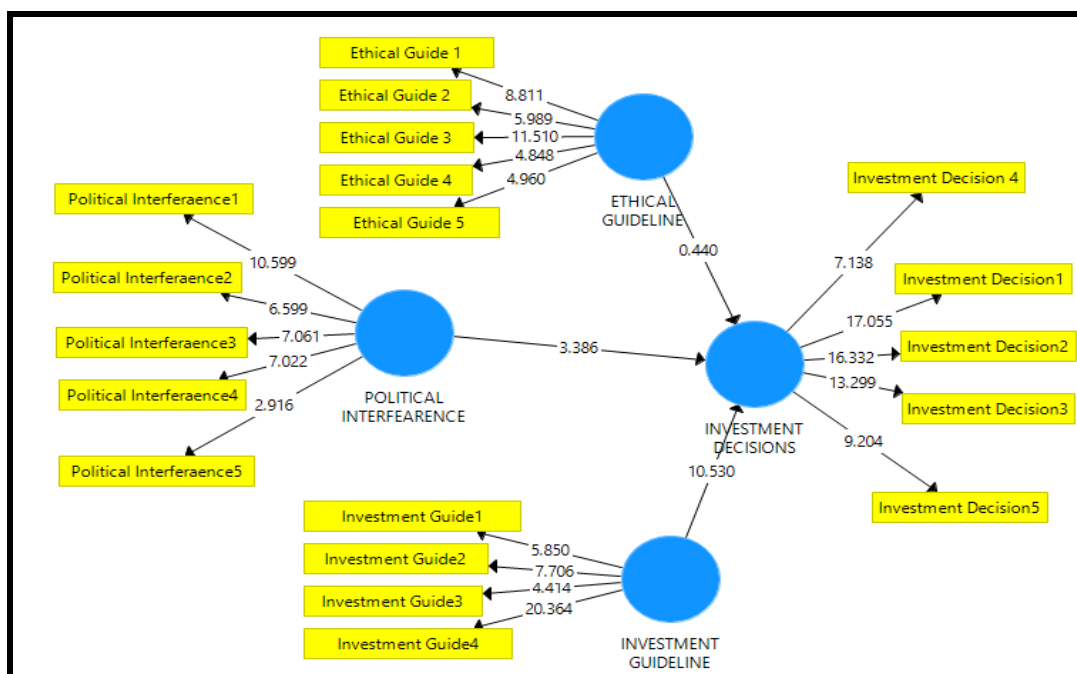 Ethical Guide 1
8.811
Ethical Guide 2
5.989
Ethical Guide 3
11.510
Ethical Guide 4
4.848
Ethical Guide 5
4.960
ETHICAL
GUIDELINE
0.440
Political Interferaence1
10.599
Political Interferaence2
6.599
Political Interferaence3
7.061
Political Interferaence4
7.022
Political Interferaence5
2.916
POLITICAL
INTERFEARENCE
3.386
Investment Decision 4
7.138
Investment Decision1
17.055
Investment Decision2
16.332
Investment Decision3
13.299
Investment Decision5
9.204
INVESTMENT
DECISIONS
10.530
Investment Guide1
5.850
Investment Guide2
7.706
Investment Guide3
4.414
Investment Guide4
20.364
INVESTMENT
GUIDELINE